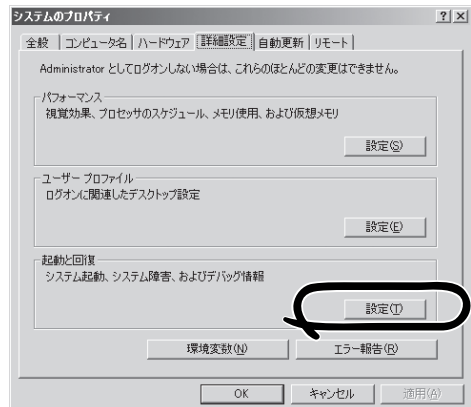 システムのプロパティ
全般 コンピュータ名 ハードウェア 詳細設定 自動更新 リモート
Administrator としてログオンしない場合は、これらのほとんどの変更はできません。
パフォーマンス
視覚効果、プロセッサのスケジュール、メモリ使用、および仮想メモリ
設定(S)
ユーザー プロファイル
ログオンに関連したデスクトップ設定
設定(E)
起動と回復
システム起動、システム障害、およびデバッグ情報
設定(T)
環境変数(N) エラー報告(R)
OK キャンセル 適用(A)